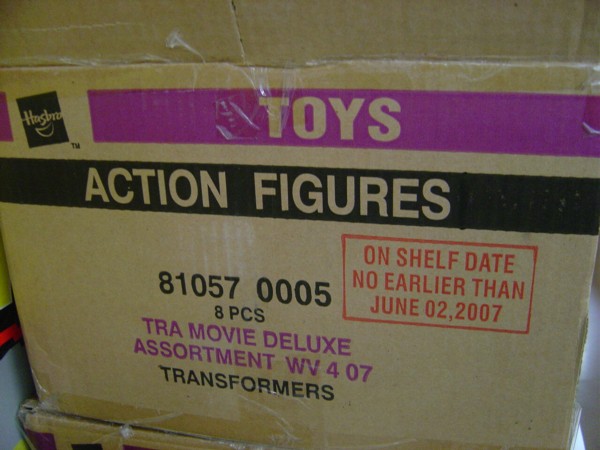 Hasbro
TM
TOYS
ACTION FIGURES
ON SHELF DATE
NO EARLIER THAN
JUNE 02,2007
81057 0005
8 PCS
TRA MOVIE DELUXE
ASSORTMENT WV 4 07
TRANSFORMERS